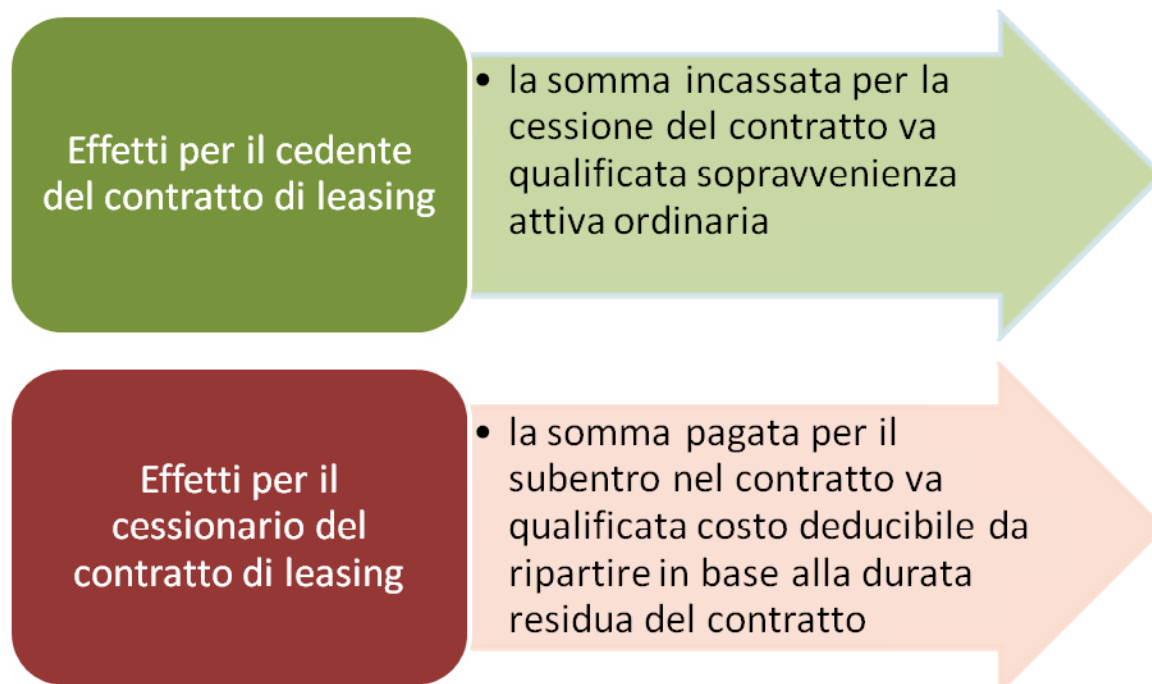 Effetti per il cedente
del contratto di leasing
• la somma incassata per la
cessione del contratto va
qualificata sopravvenienza
attiva ordinaria
Effetti per il
cessionario del
contratto di leasing
• la somma pagata per il
subentro nel contratto va
qualificata costo deducibile da
ripartire in base alla durata
residua del contratto